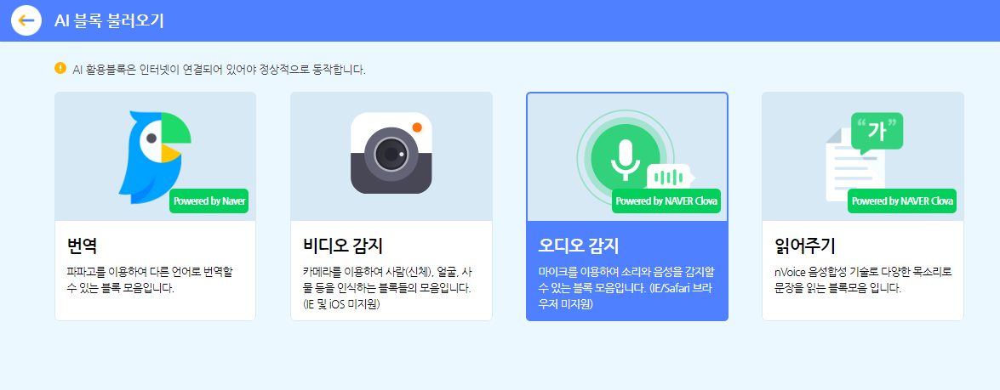 AI 블록 불러오기
AI 활용블록은 인터넷이 연결되어 있어야 정상적으로 동작합니다.
Powered by Naver
번역
파파고를 이용하여 다른 언어로 번역할
수 있는 블록 모음입니다.
비디오 감지
카메라를 이용하여 사람(신체), 얼굴, 사
물 등을 인식하는 블록들의 모음입니다.
(IE 및 iOS 미지원)
Powered by NAVER Clova
오디오 감지
마이크를 이용하여 소리와 음성을 감지할
수 있는 블록 모음입니다. (IE/Safari 브라
우저 미지원)
“가”
Powered by NAVER Clova
읽어주기
nVoice 음성합성 기술로 다양한 목소리로
문장을 읽는 블록모음 입니다.